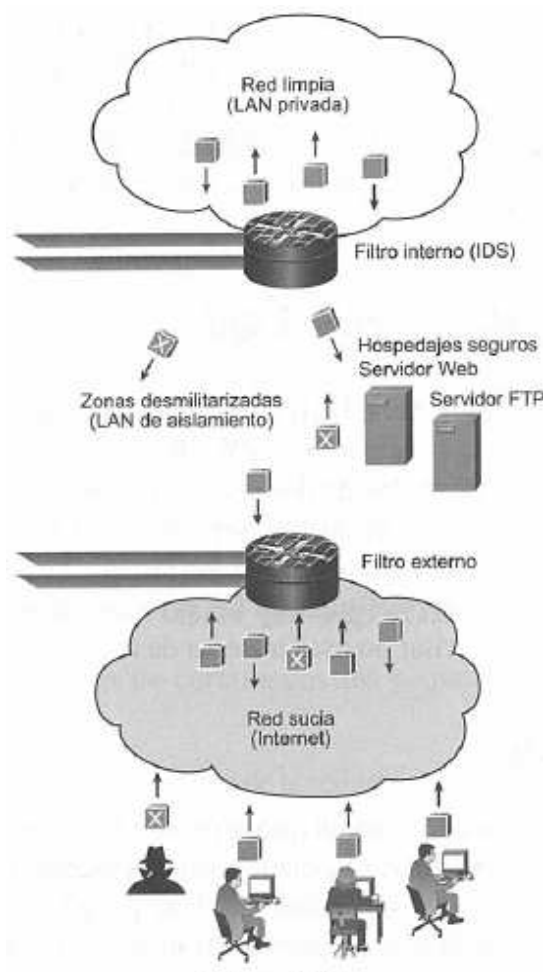 Red limpia
(LAN privada)
Filtro interno (IDS)
Hospedajes seguros
Servidor Web
Zonas desmilitarizadas
(LAN de aislamiento)
Servidor FTP
Filtro externo
Red sucia
(Internet)